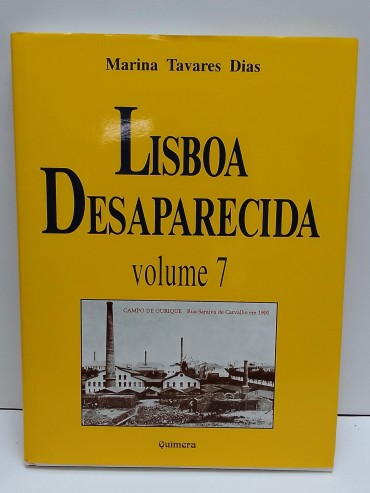 Marina Tavares Dias
LISBOA
DESAPARECIDA
volume 7
CAMPO DE OURIQUE . Rua Saraiva de Carvalho em 1900
Quimera